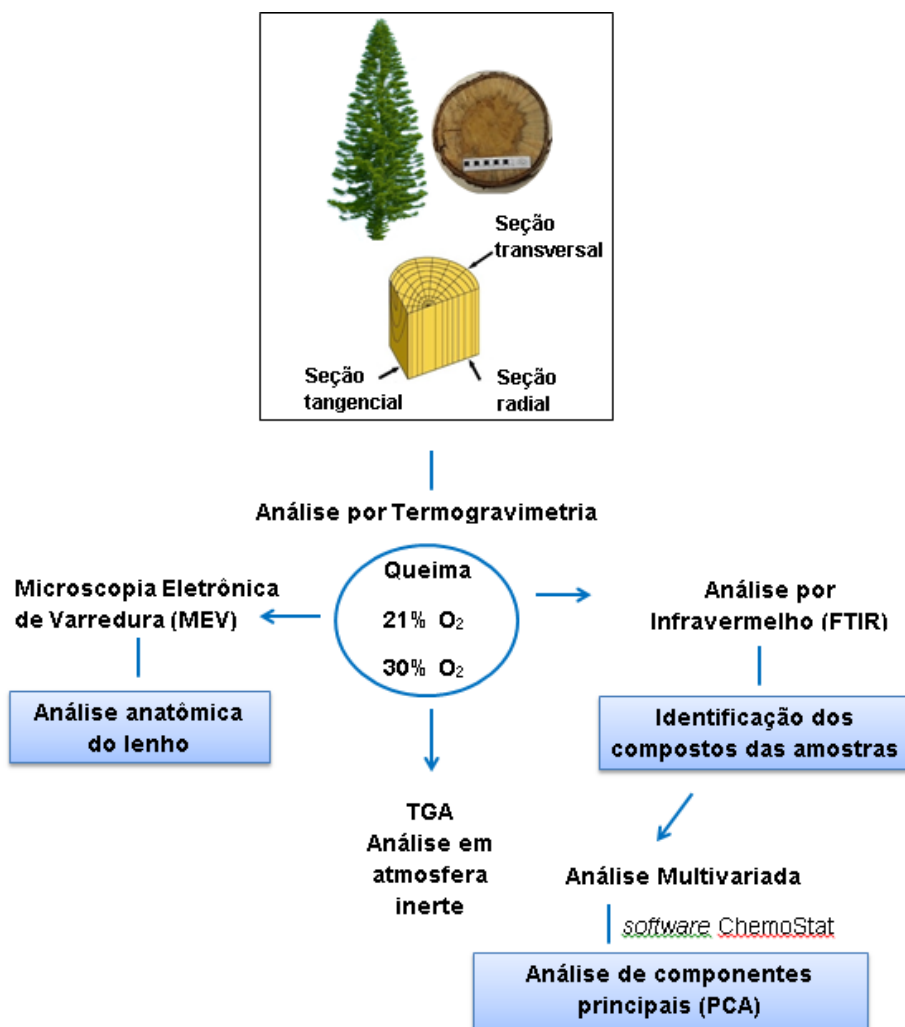 Seção
transversal
Seção
tangencial
Seção
radial
Análise por Termogravimetria
Queima
21% O₂
30% O₂
Microscopia Eletrônica
de Varredura (MEV)
Análise anatômica
do lenho
Análise por
Infravermelho (FTIR)
Identificação dos
compostos das amostras
TGA
Análise em
atmosfera
inerte
Análise Multivariada
software ChemoStat
Análise de componentes
principais (PCA)